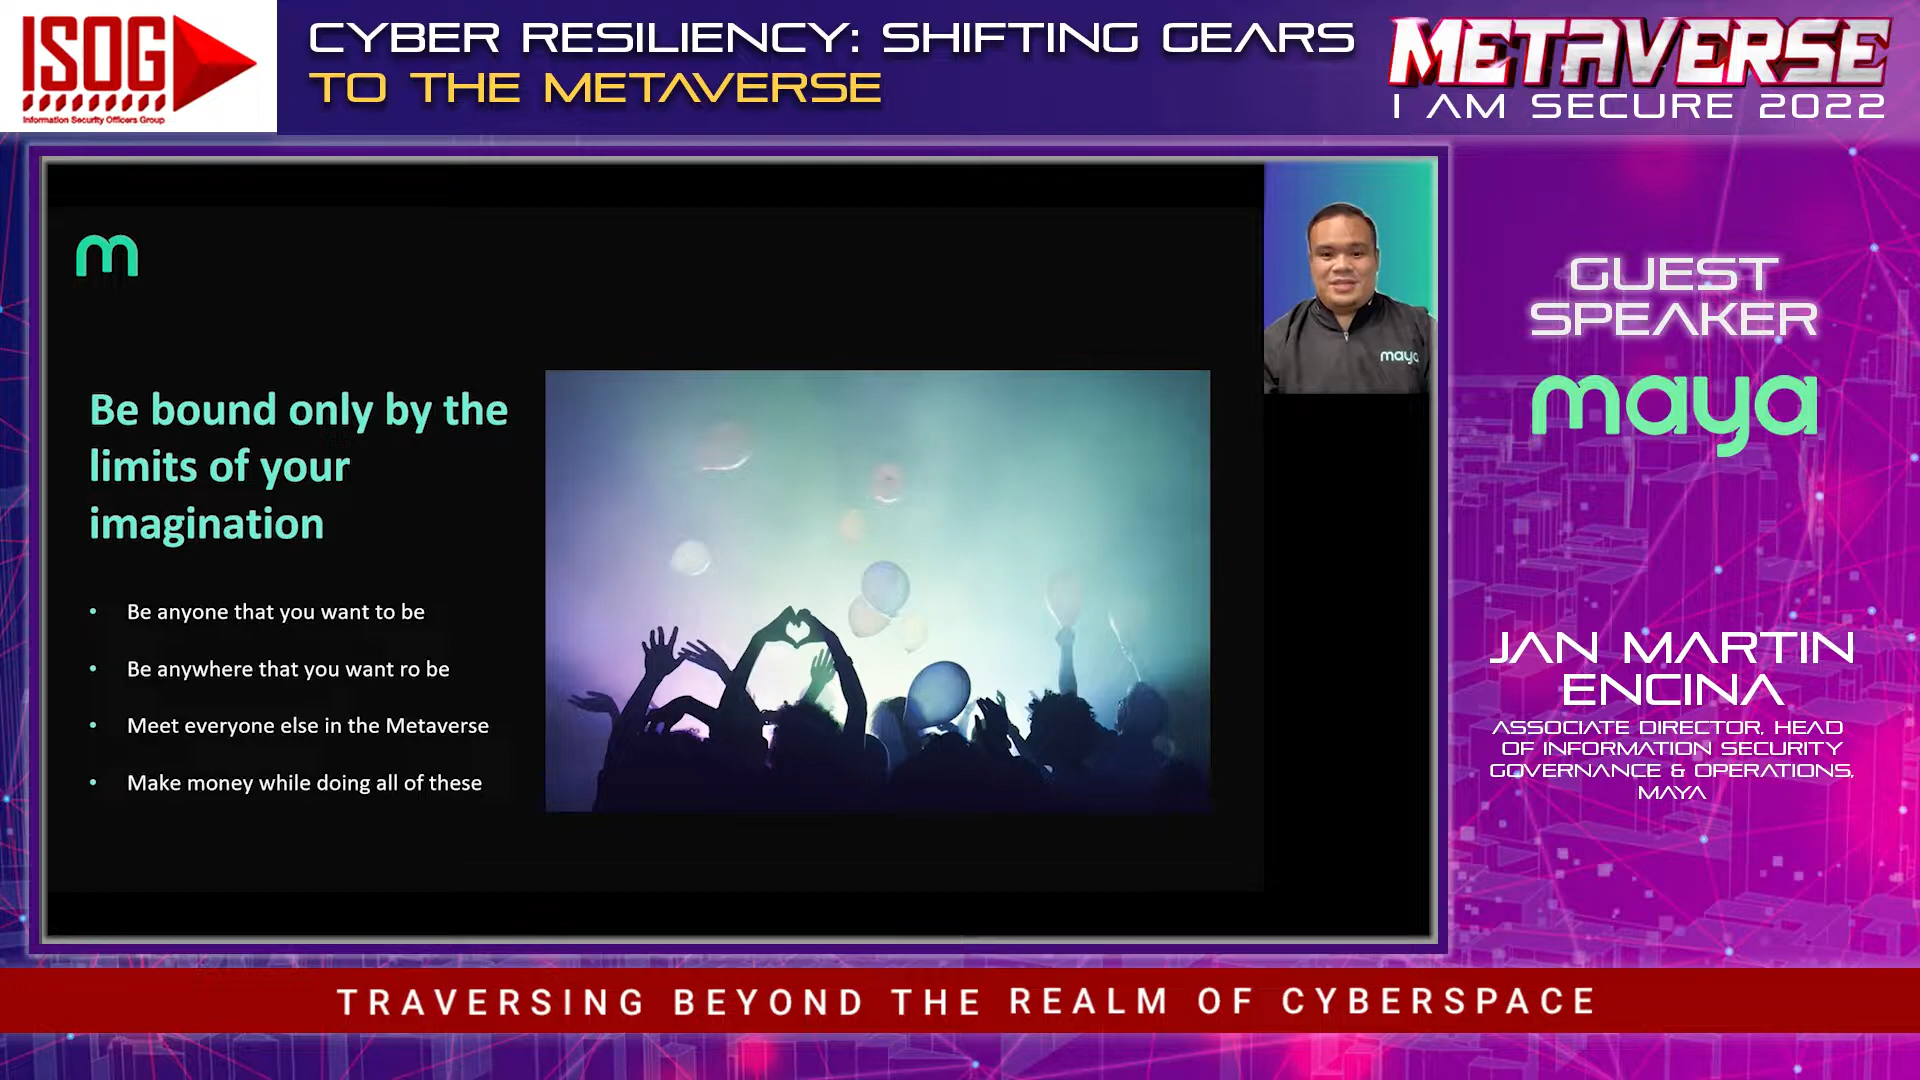 ISOG
Information Security Officers Group
CYBER RESILIENCY: SHIFTING GEARS
TO THE METAVERSE
METAVERSE
I AM SECURE 2022
m
Be bound only by the
limits of your
imagination
• Be anyone that you want to be
• Be anywhere that you want ro be
• Meet everyone else in the Metaverse
• Make money while doing all of these
maya
GUEST
SPEAKER
maya
JAN MARTIN
ENCINA
ASSOCIATE DIRECTOR, HEAD
OF INFORMATION SECURITY
GOVERNANCE & OPERATIONS,
MAYA
TRAVERSING BEYOND THE REALM OF CYBERSPACE